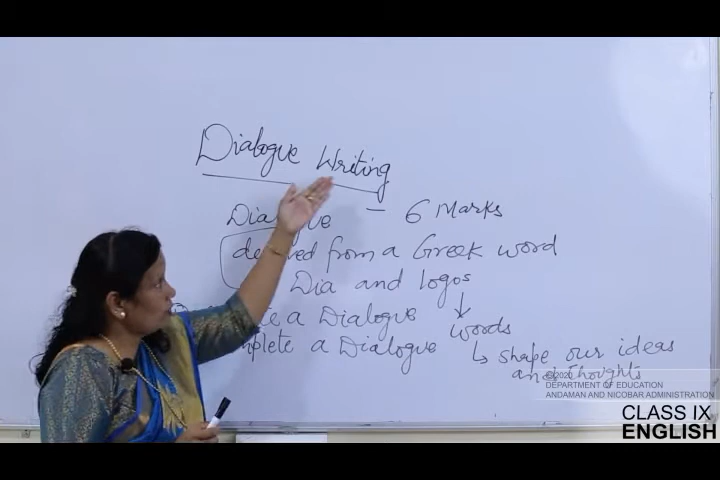 Dialogue Writing
Dialogue – 6 Marks
derived from a Greek word
Dia and logos
a Dialogue
words
a Dialogue
shape our ideas
and thoughts
©2020
DEPARTMENT OF EDUCATION
ANDAMAN AND NICOBAR ADMINISTRATION
CLASS IX
ENGLISH